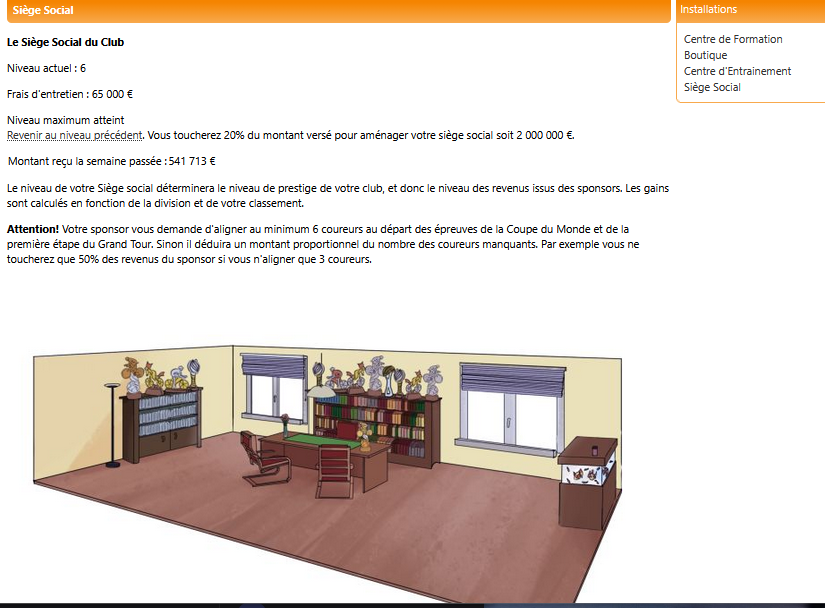 Siège Social
Installations
Centre de Formation
Boutique
Centre d'Entrainement
Siège Social
Le Siège Social du Club
Niveau actuel : 6
Frais d'entretien : 65 000 €
Niveau maximum atteint
Revenir au niveau précédent. Vous toucherez 20% du montant versé pour aménager votre siège social soit 2 000 000 €.
Montant reçu la semaine passée : 541 713 €
Le niveau de votre Siège social déterminera le niveau de prestige de votre club, et donc le niveau des revenus issus des sponsors. Les gains
sont calculés en fonction de la division et de votre classement.
Attention! Votre sponsor vous demande d'aligner au minimum 6 coureurs au départ des épreuves de la Coupe du Monde et de la
première étape du Grand Tour. Sinon il déduira un montant proportionnel du nombre des coureurs manquants. Par exemple vous ne
toucherez que 50% des revenus du sponsor si vous n'aligner que 3 coureurs.